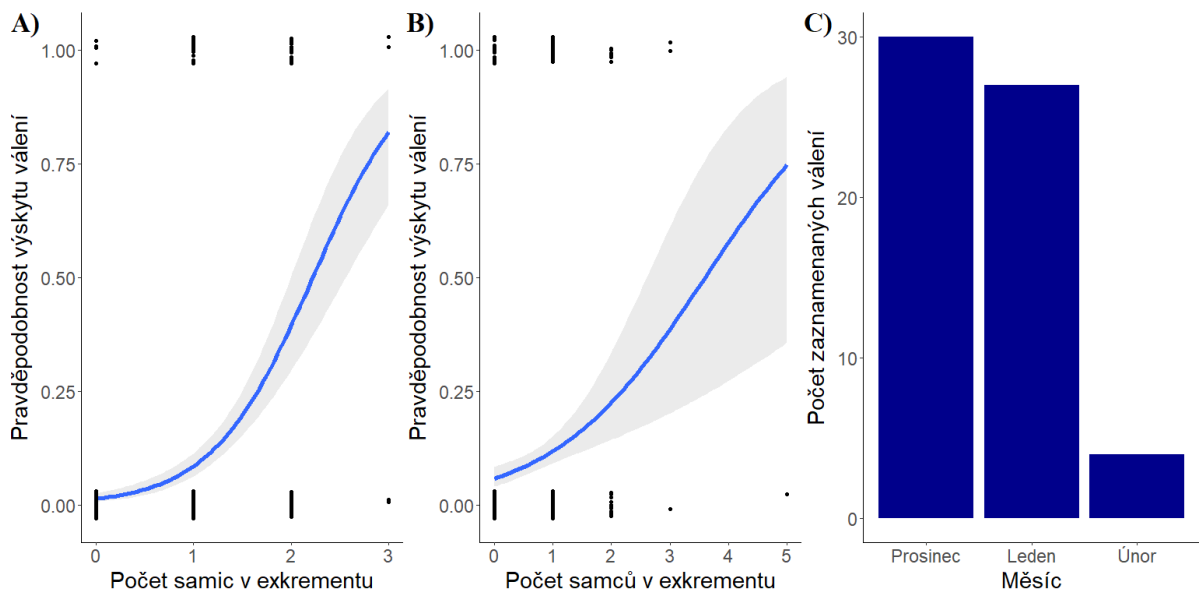 A)
Pravděpodobnost výskytu válení
1.00
0.75
0.50
0.25
0.00
0 1 2 3
Počet samic v exkrementu
B)
Pravděpodobnost výskytu válení
1.00
0.75
0.50
0.25
0.00
0 1 2 3 4 5
Počet samců v exkrementu
C)
Počet zaznamenaných válení
30
20
10
0
Prosinec Leden Únor
Měsíc